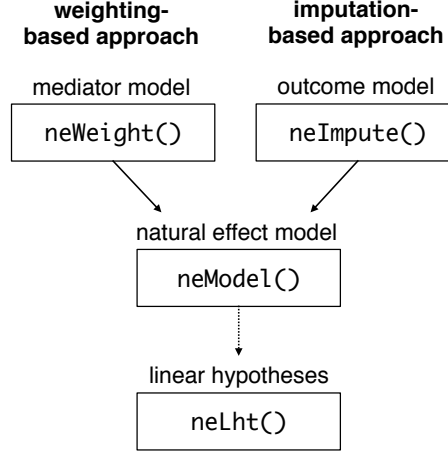 weighting-
based approach
imputation-
based approach
mediator model
neWeight()
outcome model
neImpute()
natural effect model
neModel()
linear hypotheses
neLht()